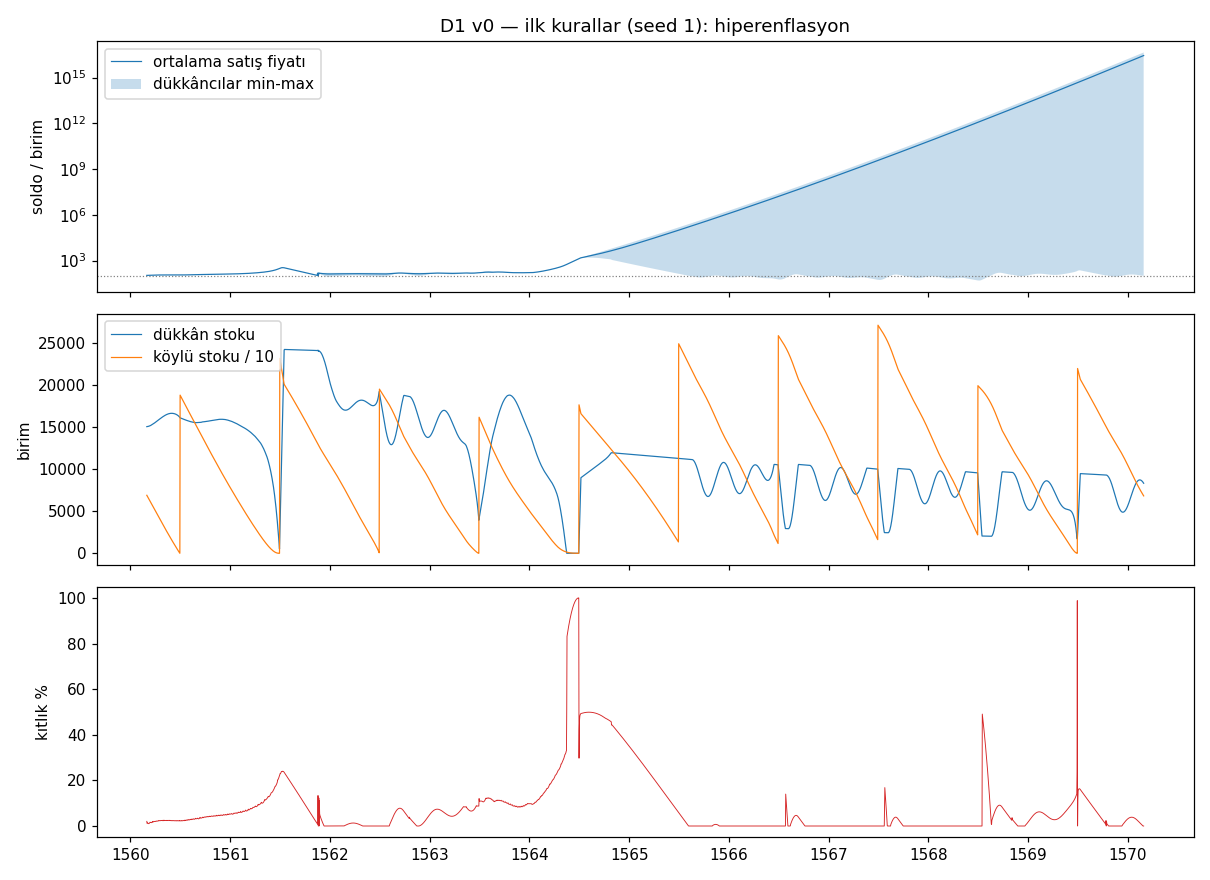 D1 v0 — ilk kurallar (seed 1): hiperenflasyon
ortalama satış fiyatı
dükkâncılar min-max
soldo / birim
10^15
10^12
10^9
10^6
10^3
dükkân stoku
köylü stoku / 10
birim
25000
20000
15000
10000
5000
0
kıtlık %
100
80
60
40
20
0
1560 1561 1562 1563 1564 1565 1566 1567 1568 1569 1570